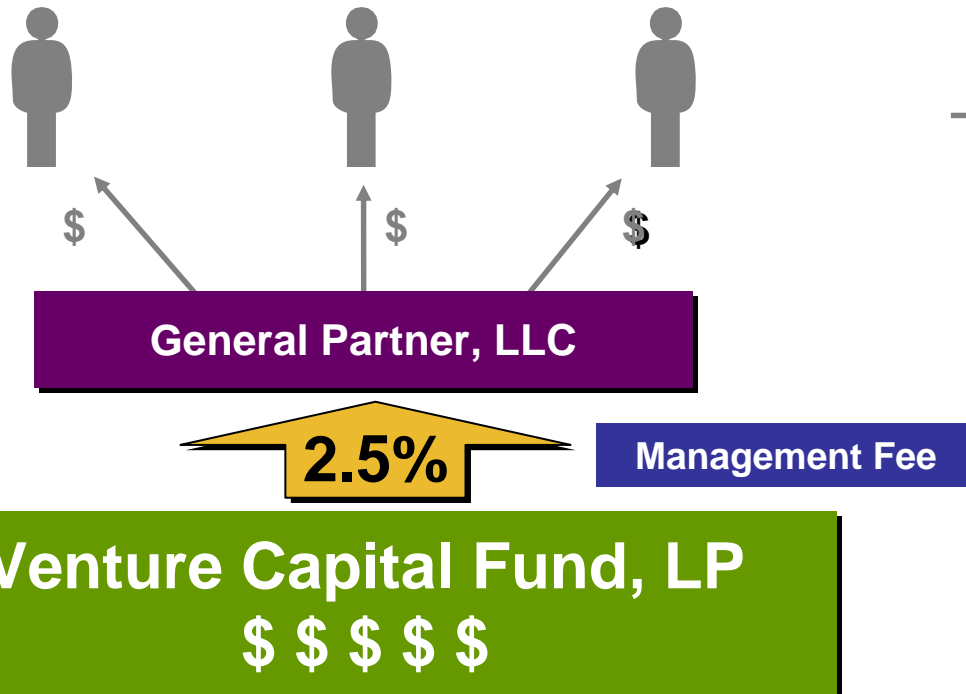 $ $ $
General Partner, LLC
2.5%
Management Fee
Venture Capital Fund, LP
$ $ $ $ $